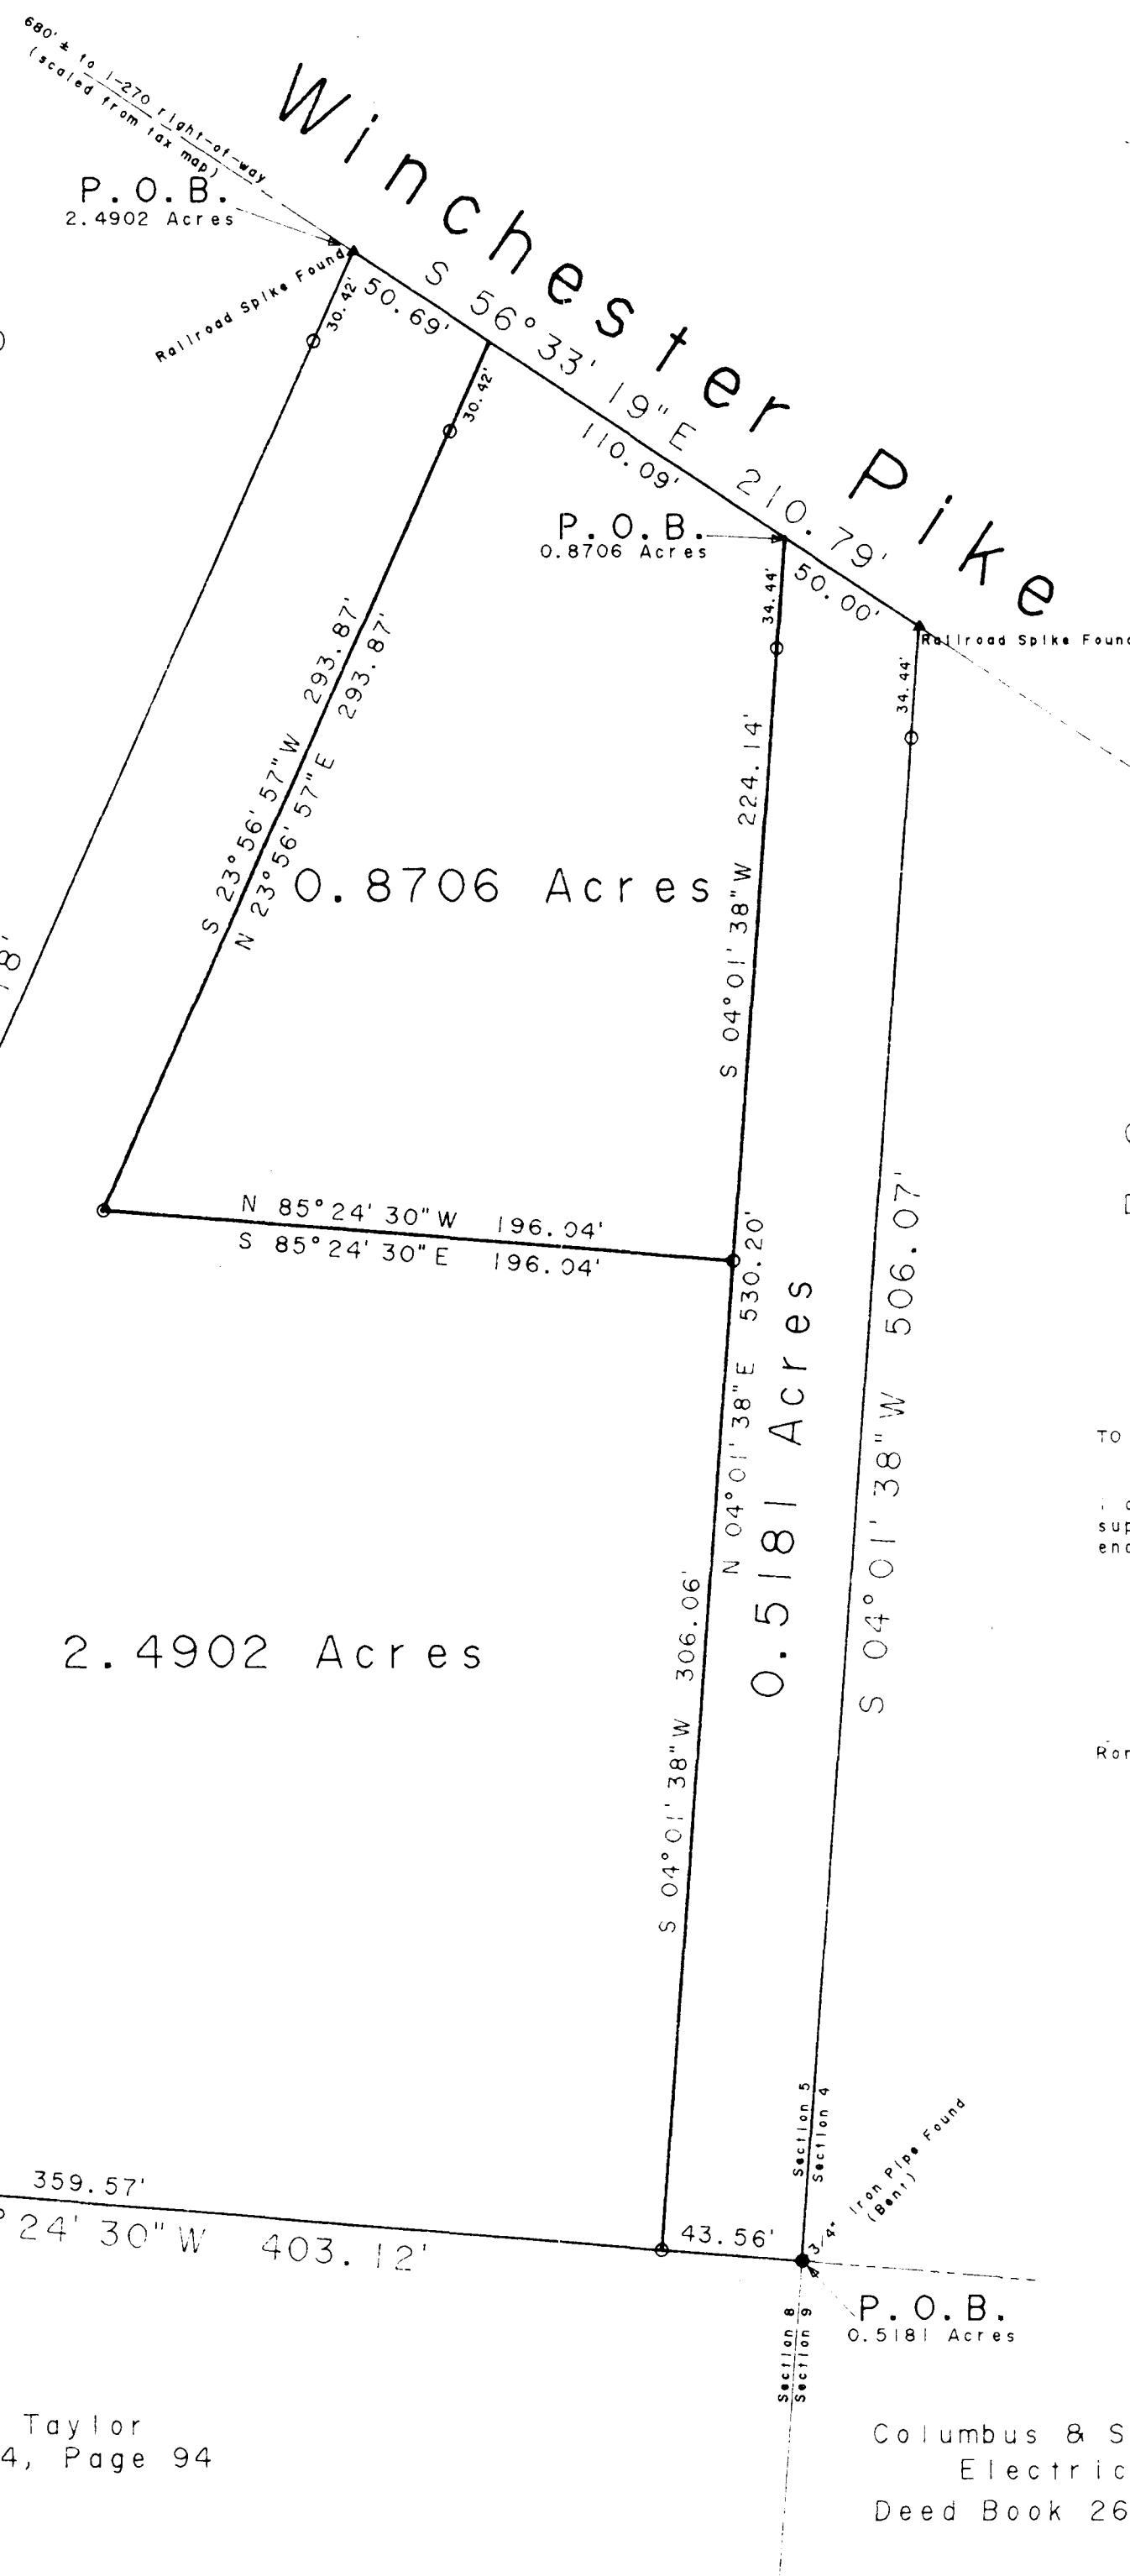 680' ± to I-270 right-of-way
(scaled from tax map)
Winchester Pike
P.O.B.
2.4902 Acres
Railroad Spike Found
30.42'
50.69'
S 56°33'19"E 210.79'
30.42'
110.09'
P.O.B.
0.8706 Acres
34.44'
50.00'
Railroad Spike Found
34.44'
S 23°56'57"W 293.87'
N 23°56'57"E 293.87'
S 04°01'38"W 224.14'
0.8706 Acres
18'
N 85°24'30"W 196.04'
S 85°24'30"E 196.04'
N 04°01'38"E 530.20'
0.5181 Acres
S 04°01'38"W 506.07'
TO
sup
S 04°01'38"W 306.06'
2.4902 Acres
Ror
Section 5
Section 4
3/4" Iron Pipe Found
(Bent)
359.57'
° 24' 30"W 403.12'
43.56'
P.O.B.
0.5181 Acres
Section 8
Section 9
Taylor
4, Page 94
Columbus & S
Electric
Deed Book 26